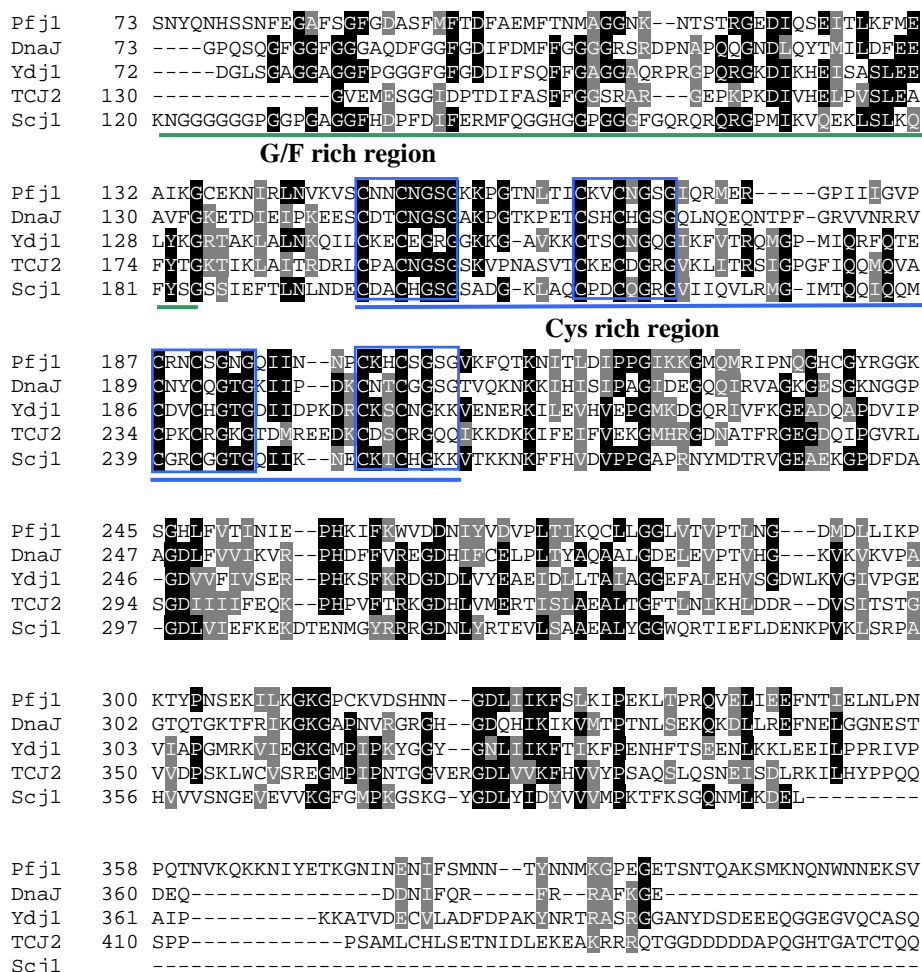 Pfj1 73 SNYQNHSSNFEGAFSGFGDASFMFTDFAEMFTNMAGGNK--NTSTRGEDIQSEITLKFME
DnaJ 73 ----GPQSQGFGGFGGGAQDFGGFGDIFDMFFGGGGRSRDPNAPQQGNDLQYTMILDFEE
Ydj1 72 -----DGLSGAGGAGGFPGGGFGFGDDIFSQFFGAGGAQRPRGPQRGKDIKHEISASLEE
TCJ2 130 --------------GVEMESGGIDPTDIFASFFGGSRAR---GEPKPKDIVHELPVSLEA
Scj1 120 KNGGGGGGPGGPGAGGFHDPFDIFERMFQGGHGGPGGGFGQRQRQRGPMIKVQEKLSLKQ
G/F rich region
Pfj1 132 AIKGCEKNIRLNVKVSCNNCNGSGKKPGTNLTICKVCNGSGIQRMER-----GPIIIGVP
DnaJ 130 AVFGKETDIEIPKEESCDTCNGSGAKPGTKPETCSHCHGSGQLNQEQNTPF-GRVVNRRV
Ydj1 128 LYKGRTAKLALNKQILCKECEGRGGKKG-AVKKCTSCNGQGIKFVTRQMGP-MIQRFQTE
TCJ2 174 FYTGKTIKLAITRDRLCPACNGSGSKVPNASVTCKECDGRGVKLITRSIGPGFIQQMQVA
Scj1 181 FYSGSSIEFTLNLNDECDACHGSGSADG-KLAQCPDCQGRGVIIQVLRMG-IMTQQIQQM
Cys rich region
Pfj1 187 CRNCSGNGQIIN--NPCKHCSGSGVKFQTKNITLDIPPGIKKGMQMRIPNQGHCGYRGGK
DnaJ 189 CNYCQGTGKIIP--DKCNTCGGSGTVQKNKKIHISIPAGIDEGQQIRVAGKGESGKNGGP
Ydj1 186 CDVCHGTGDIIDPKDRCKSCNGKKVENERKILEVHVEPGMKDGQRIVFKGEADQAPDVIP
TCJ2 234 CPKCRGKGTDMREEDKCDSCRGQQIKKDKKIFEIFVEKGMHRGDNATFRGEGDQIPGVRL
Scj1 239 CGRCGGTGQIIK--NECKTCHGKKVTKKNKFFHVDVPPGAPRNYMDTRVGEAEKGPDFDA
Pfj1 245 SGHLFVTINIE--PHKIFKWVDDNIYVDVPLTIKQCLLGGLVTVPTLNG---DMDLLIKP
DnaJ 247 AGDLFVVIKVR--PHDFFVREGDHIFCELPLTYAQAALGDELEVPTVHG---KVKVKVPA
Ydj1 246 -GDVVFIVSER--PHKSFKRDGDDLVYEAEIDLLTAIAGGEFALEHVSGDWLKVGIVPGE
TCJ2 294 SGDIIIIFEQK--PHPVFTRKGDHLVMERTISLAEALTGFTLNIKHLDDR--DVSITSTG
Scj1 297 -GDLVIEFKEKDTENMGYRRRGDNLYRTEVLSAAEALYGGWQRTIEFLDENKPVKLSRPA
Pfj1 300 KTYPNSEKILKGKGPCKVDSHNN--GDLIIKFSLKIPEKLTPRQVELIEEFNTIELNLPN
DnaJ 302 GTQTGKTFRIKGKGAPNVRGRGH--GDQHIKIKVMTPTNLSEKQKDLLREFNELGGNEST
Ydj1 303 VIAPGMRKVIEGKGMPIPKYGGY--GNLIIKFTIKFPENHFTSEENLKKLEEILPPRIVP
TCJ2 350 VVDPSKLWCVSREGMPIPNTGGVERGDLVVKFHVVYPSAQSLQSNEISDLRKILHYPPQQ
Scj1 356 HVVVSNGEVEVVKGFGMPKGSKG-YGDLYIDYVVVMPKTFKSGQNMLKDEL---------
Pfj1 358 PQTNVKQKKNIYETKGNINENIFSMNN--TYNNMKGPEGETSNTQAKSMKNQNWNNEKSV
DnaJ 360 DEQ--------------DDNIFQR-----FR--RAFKGE---------------------
Ydj1 361 AIP---------KKATVDECVLADFDPAKYNRTRASRGGANYDSDEEEQGGEGVQCASQ
TCJ2 410 SPP-----------PSAMLCHLSETNIDLEKEAKRRRQTGGDDDDDAPQGHTGATCTQQ
Scj1 ------------------------------------------------------------